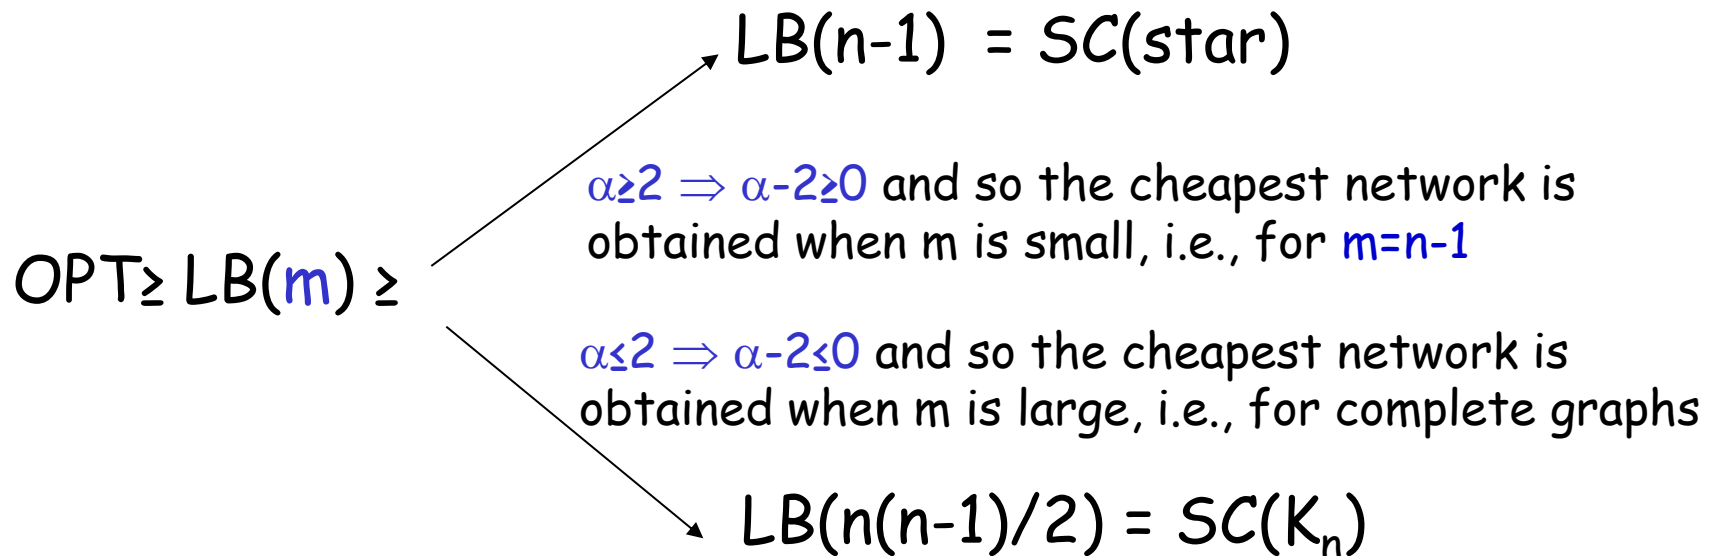 LB(n-1) = SC(star)
α≥2 ⇒ α-2≥0 and so the cheapest network is
obtained when m is small, i.e., for m=n-1
OPT≥ LB(m) ≥
α≤2 ⇒ α-2≤0 and so the cheapest network is
obtained when m is large, i.e., for complete graphs
LB(n(n-1)/2) = SC(Kₙ)